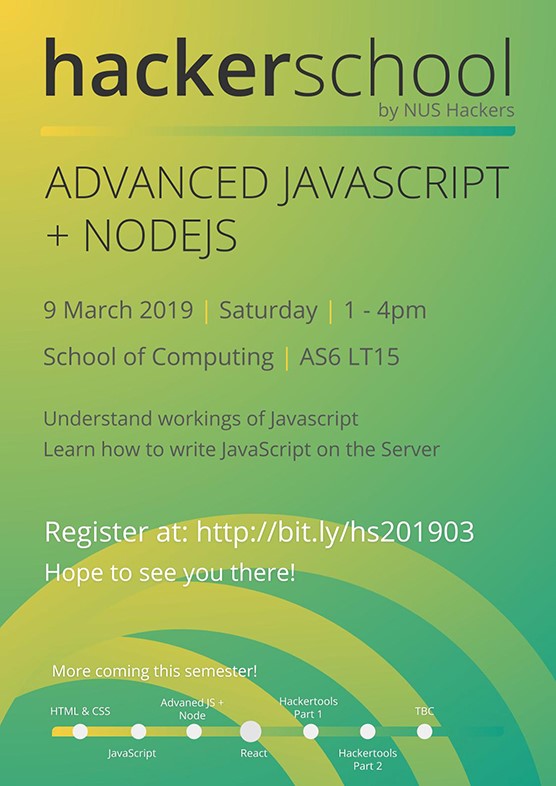 hackerschool
by NUS Hackers
ADVANCED JAVASCRIPT
+ NODEJS
9 March 2019 | Saturday | 1 - 4pm
School of Computing | AS6 LT15
Understand workings of Javascript
Learn how to write JavaScript on the Server
Register at: http://bit.ly/hs201903
Hope to see you there!
More coming this semester!
HTML & CSS
JavaScript
Advaned JS +
Node
React
Hackertools
Part 1
Hackertools
Part 2
TBC